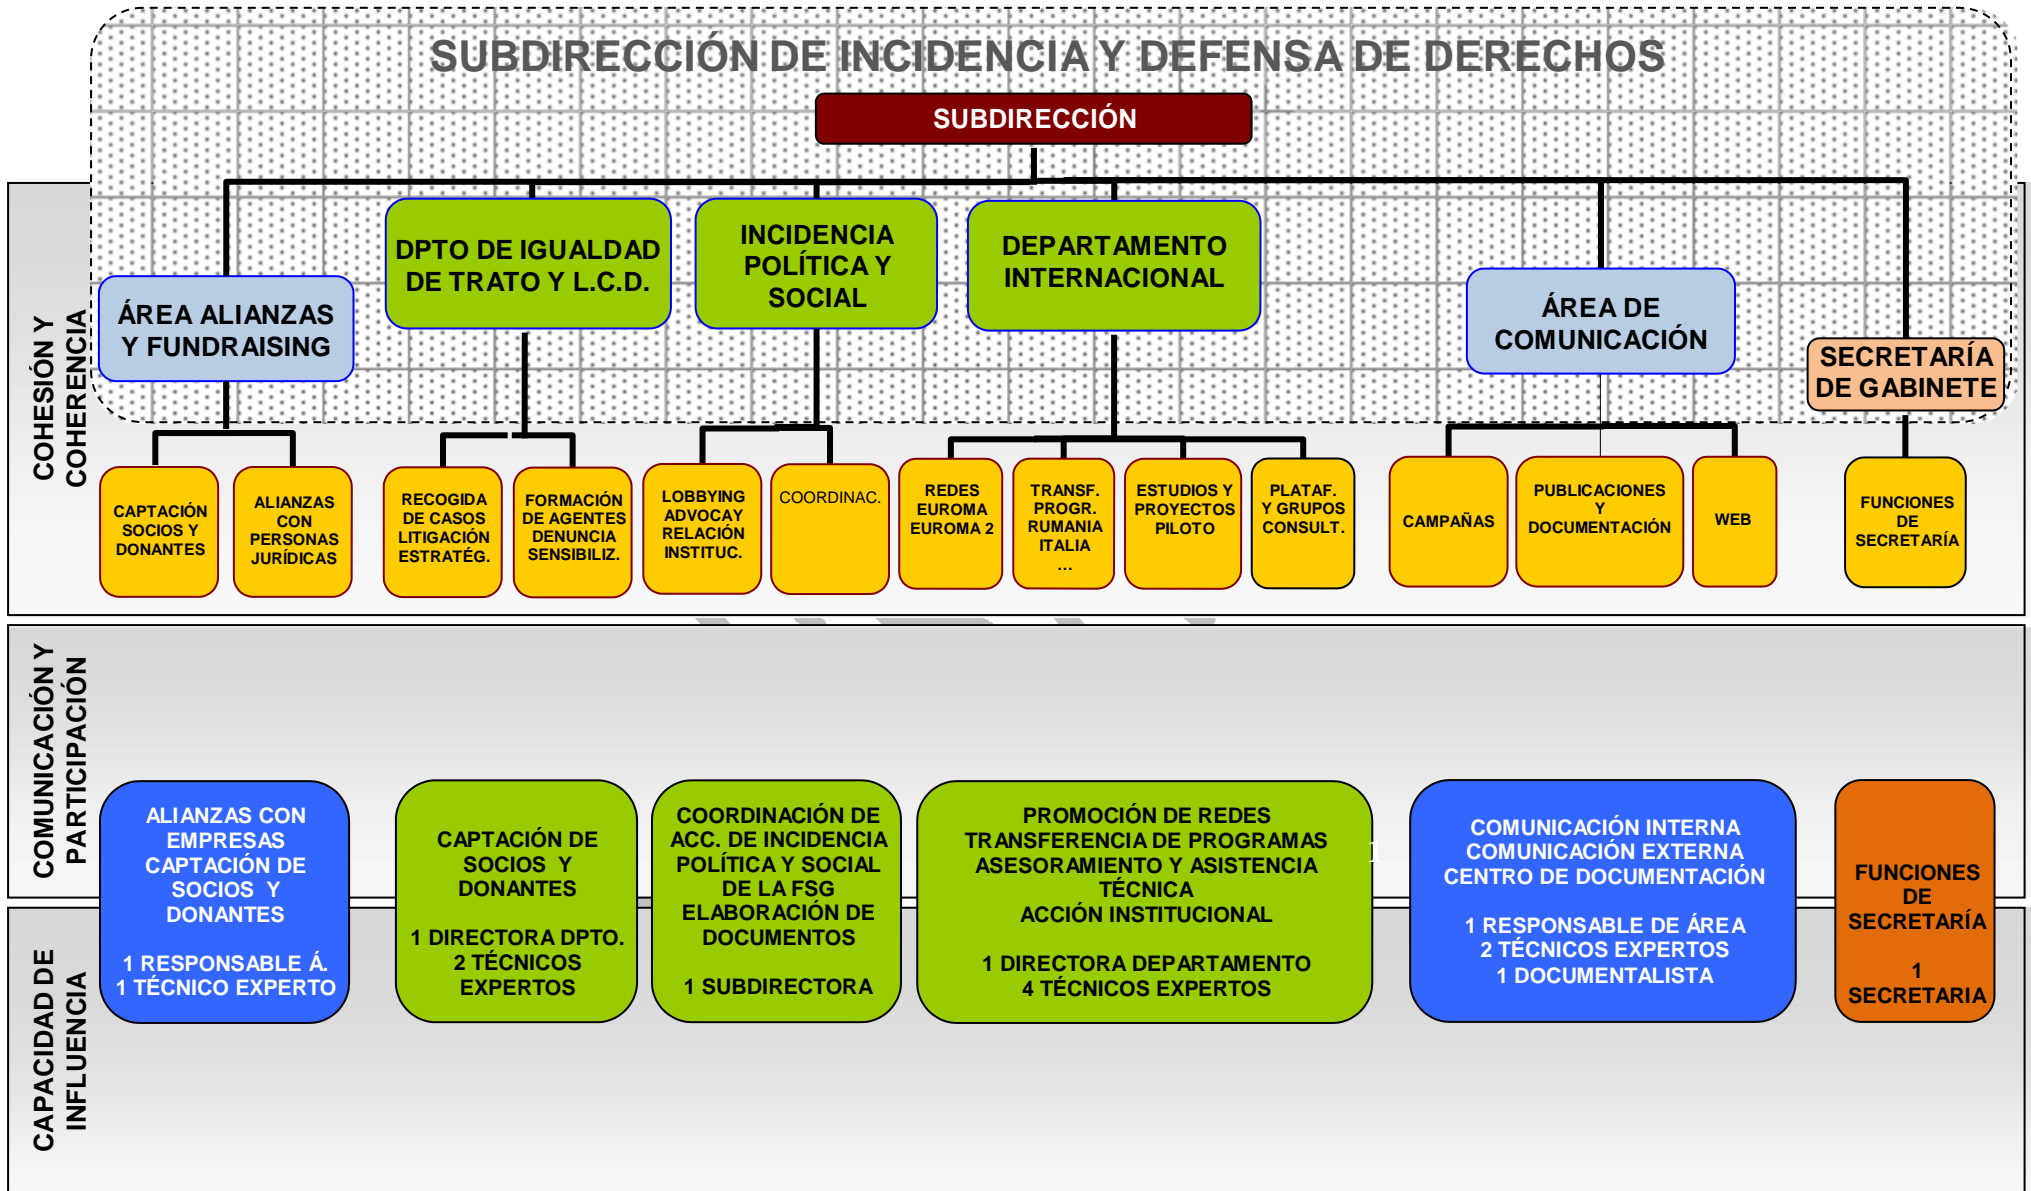 SUBDIRECCIÓN DE INCIDENCIA Y DEFENSA DE DERECHOS
SUBDIRECCIÓN
COHESIÓN Y
COHERENCIA
ÁREA ALIANZAS
Y FUNDRAISING
DPTO DE IGUALDAD
DE TRATO Y L.C.D.
INCIDENCIA
POLÍTICA Y
SOCIAL
DEPARTAMENTO
INTERNACIONAL
ÁREA DE
COMUNICACIÓN
SECRETARÍA
DE GABINETE
CAPTACIÓN
SOCIOS Y
DONANTES
ALIANZAS
CON
PERSONAS
JURÍDICAS
RECOGIDA
DE CASOS
LITIGACIÓN
ESTRATÉG.
FORMACIÓN
DE AGENTES
DENUNCIA
SENSIBILIZ.
LOBBYING
ADVOCAY
RELACIÓN
INSTITUC.
COORDINAC.
REDES
EUROMA
EUROMA 2
TRANSF.
PROGR.
RUMANIA
ITALIA
...
ESTUDIOS Y
PROYECTOS
PILOTO
PLATAF.
Y GRUPOS
CONSULT.
CAMPAÑAS
PUBLICACIONES
Y
DOCUMENTACIÓN
WEB
FUNCIONES
DE
SECRETARÍA
COMUNICACIÓN Y
PARTICIPACIÓN
ALIANZAS CON
EMPRESAS
CAPTACIÓN DE
SOCIOS Y
DONANTES
1 RESPONSABLE Á.
1 TÉCNICO EXPERTO
CAPTACIÓN DE
SOCIOS Y
DONANTES
1 DIRECTORA DPTO.
2 TÉCNICOS
EXPERTOS
COORDINACIÓN DE
ACC. DE INCIDENCIA
POLÍTICA Y SOCIAL
DE LA FSG
ELABORACIÓN DE
DOCUMENTOS
1 SUBDIRECTORA
PROMOCIÓN DE REDES
TRANSFERENCIA DE PROGRAMAS
ASESORAMIENTO Y ASISTENCIA
TÉCNICA
ACCIÓN INSTITUCIONAL
1 DIRECTORA DEPARTAMENTO
4 TÉCNICOS EXPERTOS
1
COMUNICACIÓN INTERNA
COMUNICACIÓN EXTERNA
CENTRO DE DOCUMENTACIÓN
1 RESPONSABLE DE ÁREA
2 TÉCNICOS EXPERTOS
1 DOCUMENTALISTA
FUNCIONES
DE
SECRETARÍA
1
SECRETARIA
CAPACIDAD DE
INFLUENCIA